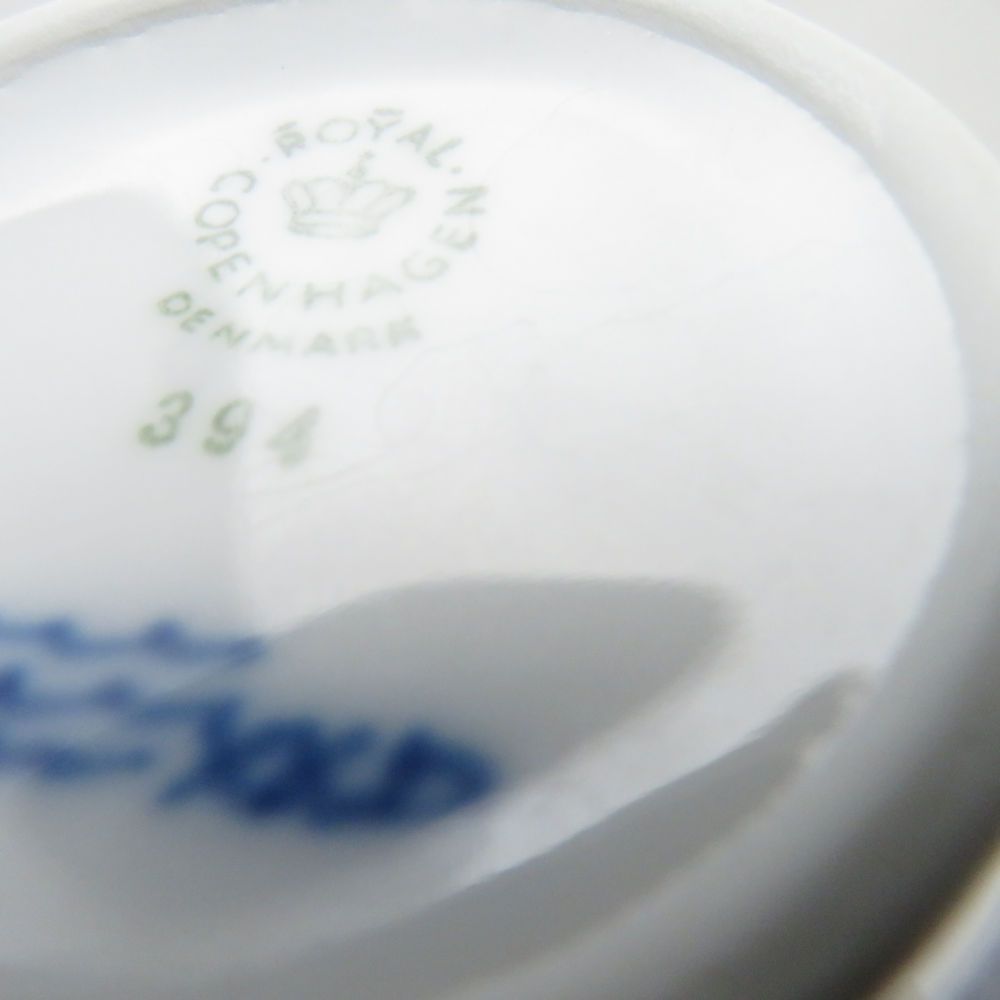 ROYAL
COPENHAGEN
DENMARK
394